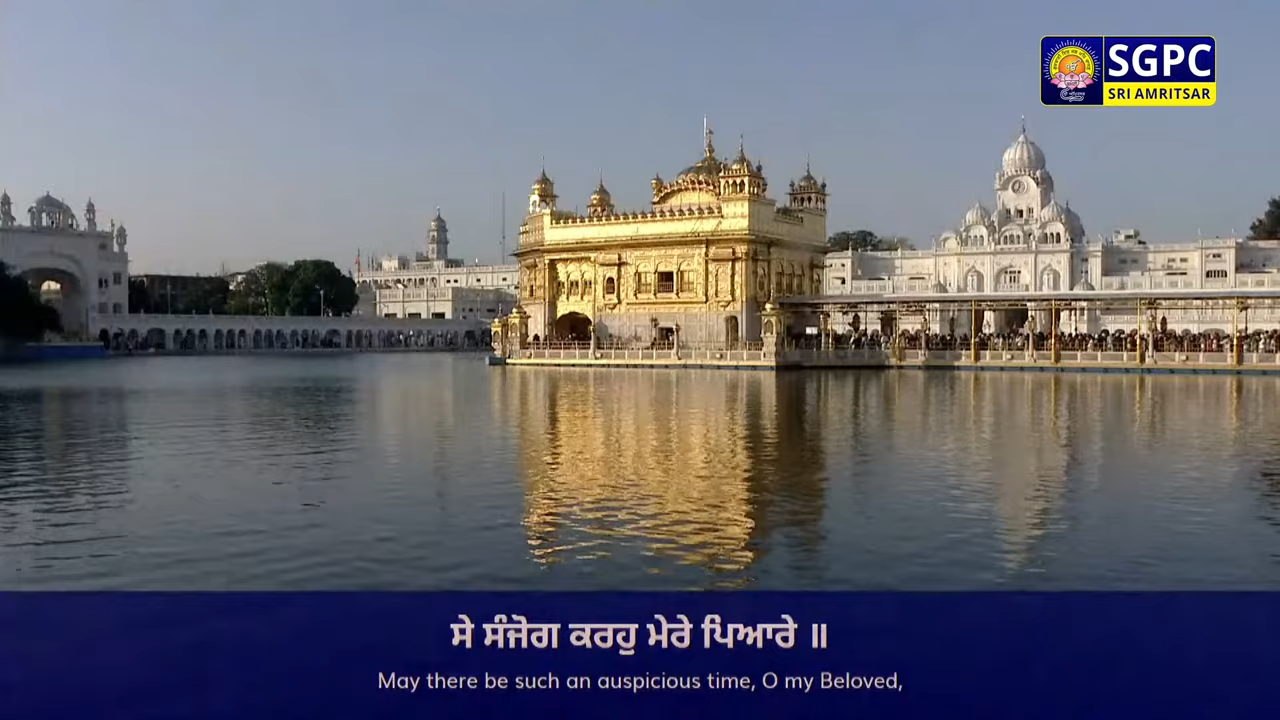 SGPC
SRI AMRITSAR
ਸੇ ਸੰਜੋਗ ਕਰਹੁ ਮੇਰੇ ਪਿਆਰੇ ॥
May there be such an auspicious time, O my Beloved,